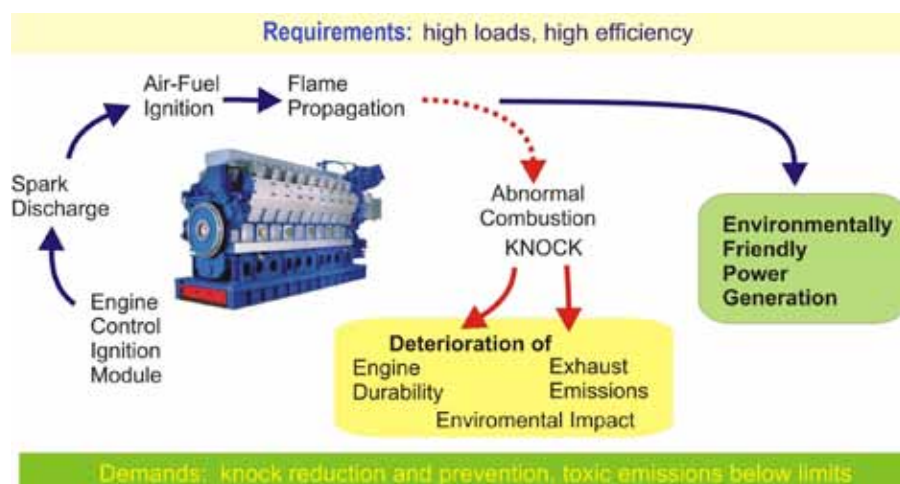 Requirements: high loads, high efficiency
Air-Fuel
Ignition
Flame
Propagation
Spark
Discharge
Engine
Control
Ignition
Module
Abnormal
Combustion
KNOCK
Environmentally
Friendly
Power
Generation
Deterioration of
Engine
Durability
Exhaust
Emissions
Enviromental Impact
Demands: knock reduction and prevention, toxic emissions below limits